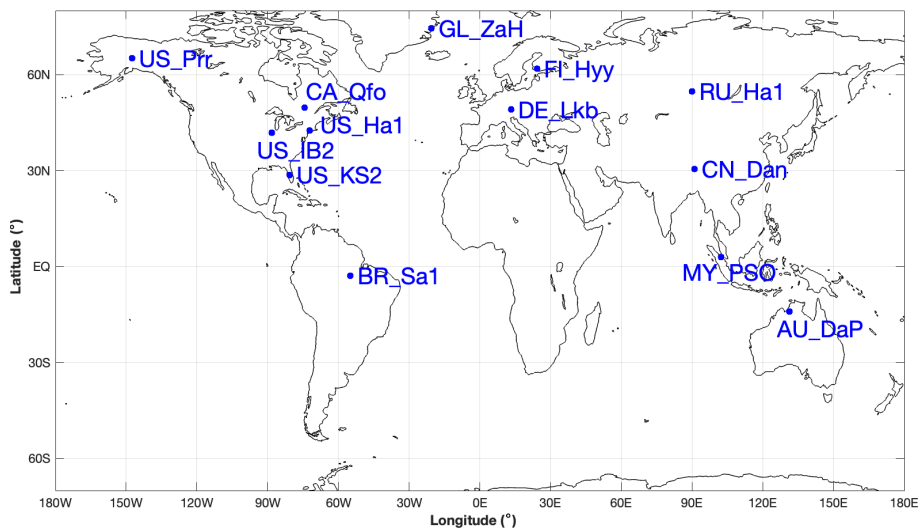 GL_ZaH
US_Prr
FI_Hyy
60N
CA_Qfo
RU_Ha1
DE_Lkb
US_Ha1
US_IB2
30N
US_KS2
CN_Dan
Latitude (°)
EQ
BR_Sa1
MY_PSO
AU_DaP
30S
60S
180W 150W 120W 90W 60W 30W 0E 30E 60E 90E 120E 150E 180E
Longitude (°)